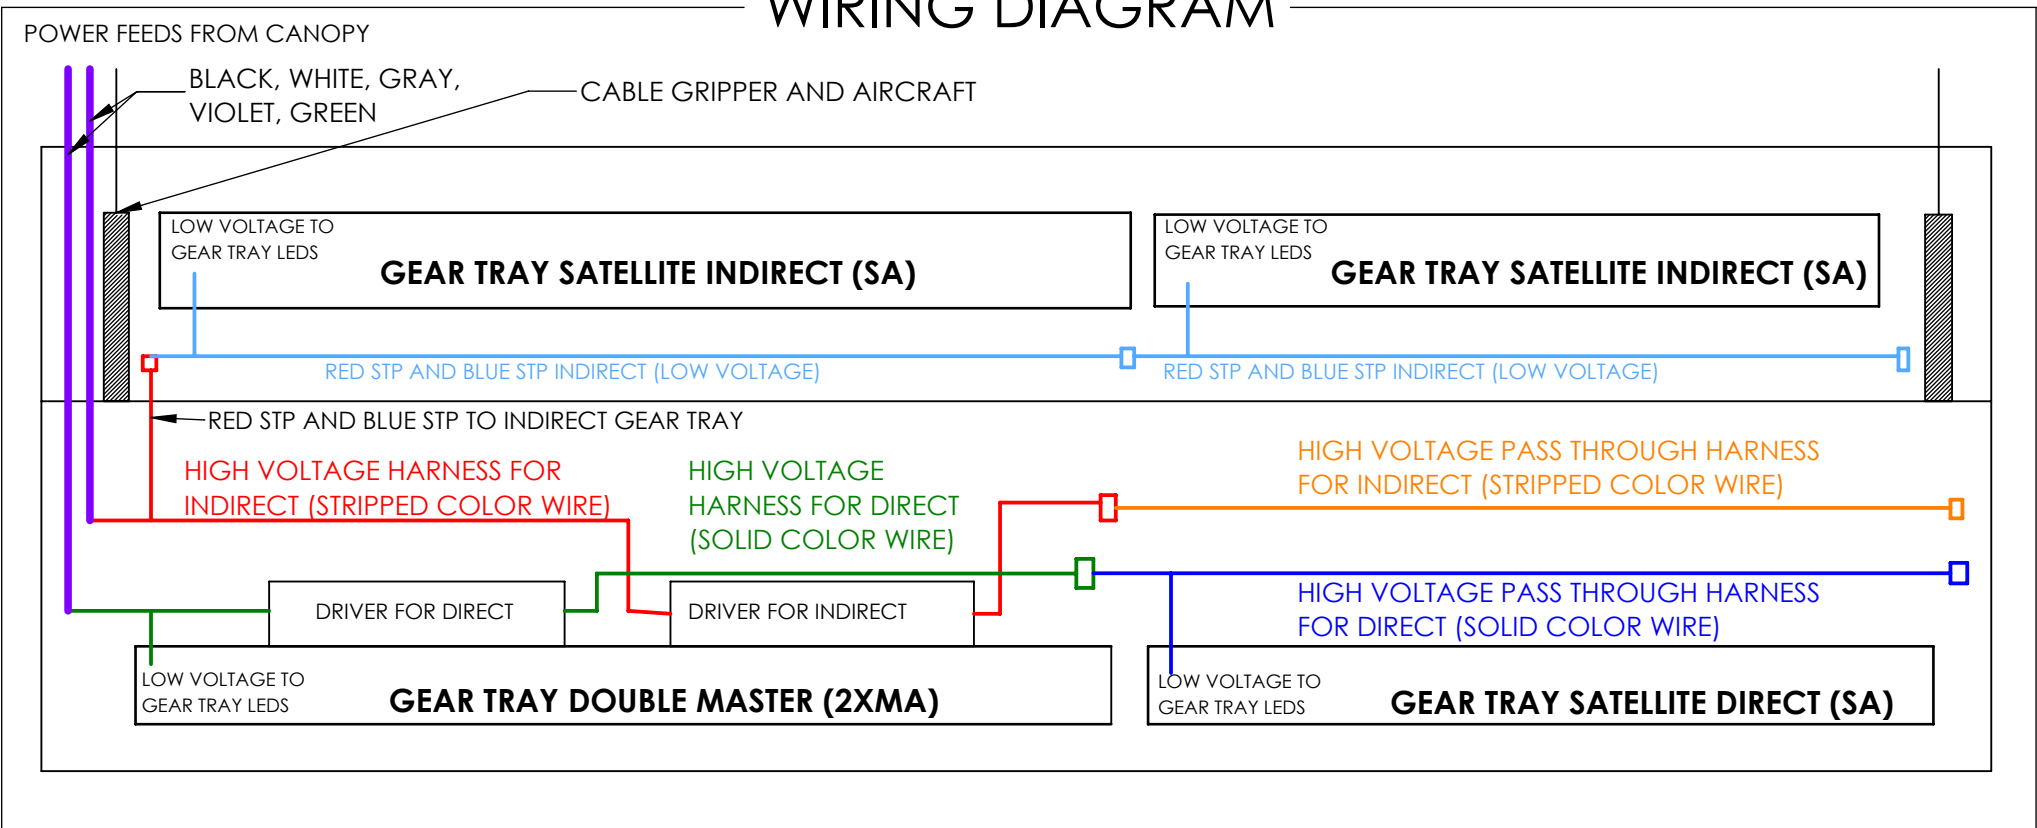 WIRING DIAGRAM
POWER FEEDS FROM CANOPY
BLACK, WHITE, GRAY,
VIOLET, GREEN
CABLE GRIPPER AND AIRCRAFT
LOW VOLTAGE TO
GEAR TRAY LEDS
GEAR TRAY SATELLITE INDIRECT (SA)
LOW VOLTAGE TO
GEAR TRAY LEDS
GEAR TRAY SATELLITE INDIRECT (SA)
RED STP AND BLUE STP INDIRECT (LOW VOLTAGE)
RED STP AND BLUE STP INDIRECT (LOW VOLTAGE)
RED STP AND BLUE STP TO INDIRECT GEAR TRAY
HIGH VOLTAGE HARNESS FOR
INDIRECT (STRIPPED COLOR WIRE)
HIGH VOLTAGE
HARNESS FOR DIRECT
(SOLID COLOR WIRE)
HIGH VOLTAGE PASS THROUGH HARNESS
FOR INDIRECT (STRIPPED COLOR WIRE)
DRIVER FOR DIRECT
DRIVER FOR INDIRECT
HIGH VOLTAGE PASS THROUGH HARNESS
FOR DIRECT (SOLID COLOR WIRE)
LOW VOLTAGE TO
GEAR TRAY LEDS
GEAR TRAY DOUBLE MASTER (2XMA)
LOW VOLTAGE TO
GEAR TRAY LEDS
GEAR TRAY SATELLITE DIRECT (SA)